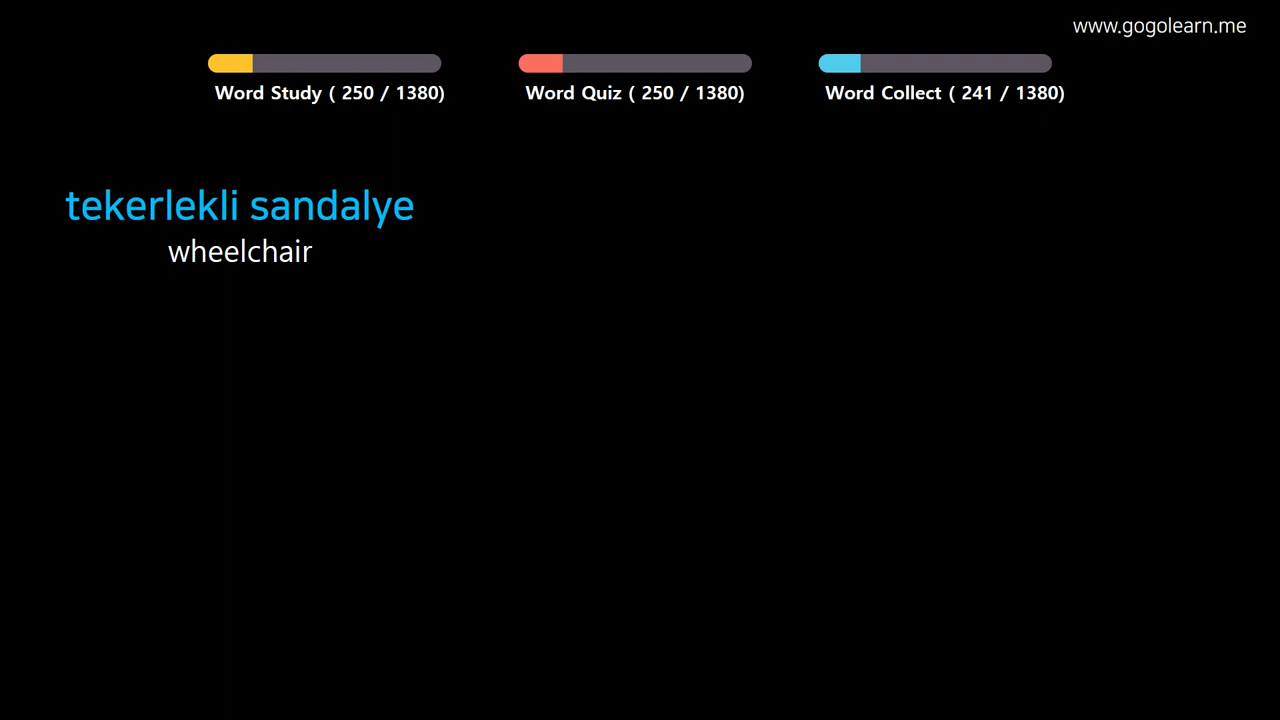 www.gogolearn.me
Word Study ( 250 / 1380)
Word Quiz ( 250 / 1380)
Word Collect ( 241 / 1380)
tekerlekli sandalye
wheelchair